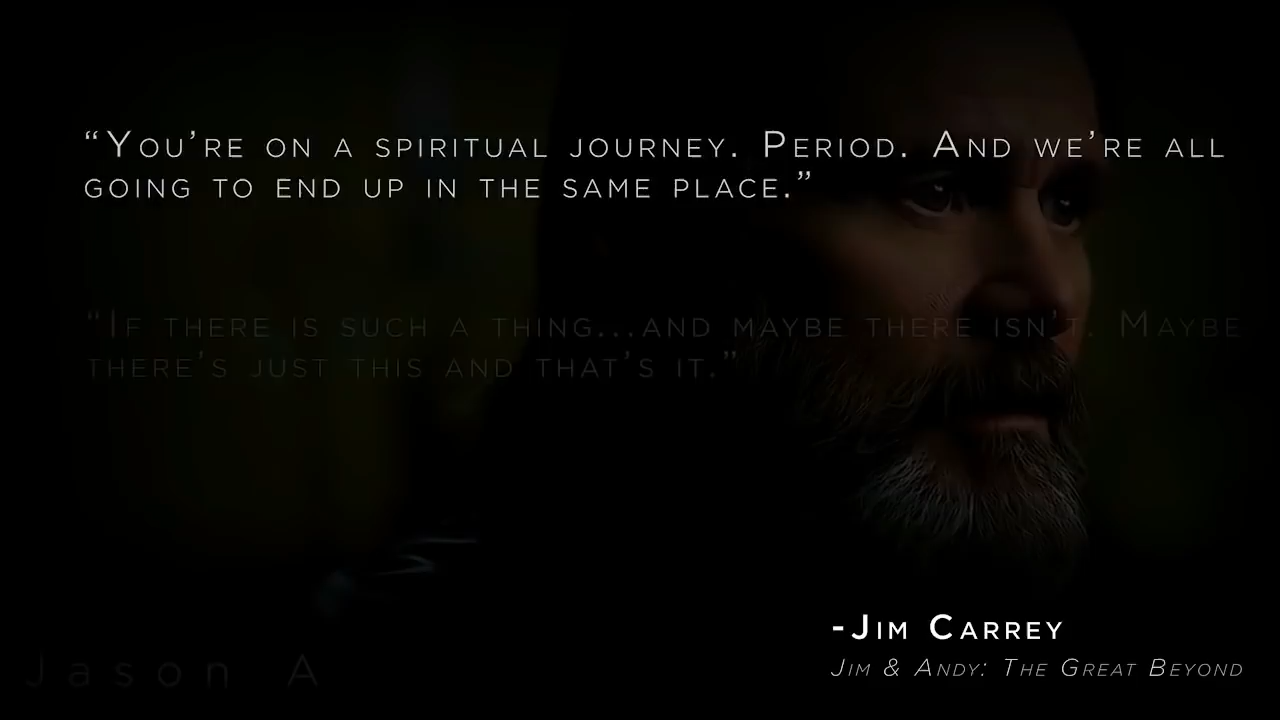 “You’re on a spiritual journey. Period. And we’re all
going to end up in the same place.”
“If there is such a thing...and maybe there isn’t. Maybe
there’s just this and that’s it.”
-Jim Carrey
Jim & Andy: The Great Beyond
Jason A